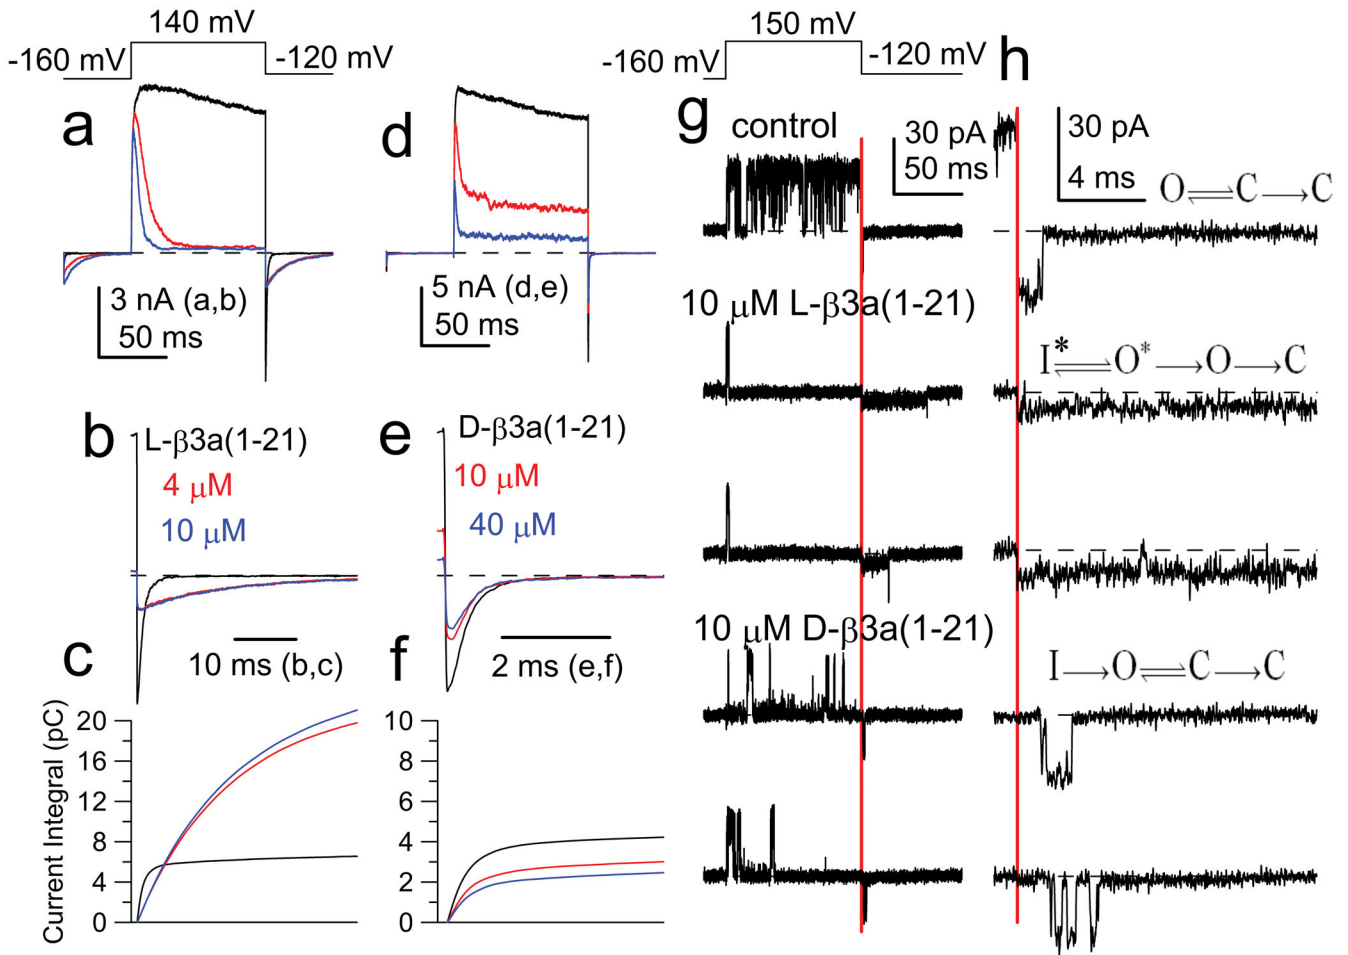 140 mV
-160 mV
-120 mV
a
3 nA (a,b)
50 ms
d
5 nA (d,e)
50 ms
b
L-β3a(1-21)
4 μM
10 μM
e
D-β3a(1-21)
10 μM
40 μM
10 ms (b,c)
2 ms (e,f)
c
Current Integral (pC)
20
16
12
8
4
0
f
10
8
6
4
2
0
150 mV
-160 mV
-120 mV
g
control
30 pA
50 ms
10 μM L-β3a(1-21)
10 μM D-β3a(1-21)
h
30 pA
4 ms
O ⇌ C → C
I* ⇌ O* → O → C
I → O ⇌ C → C